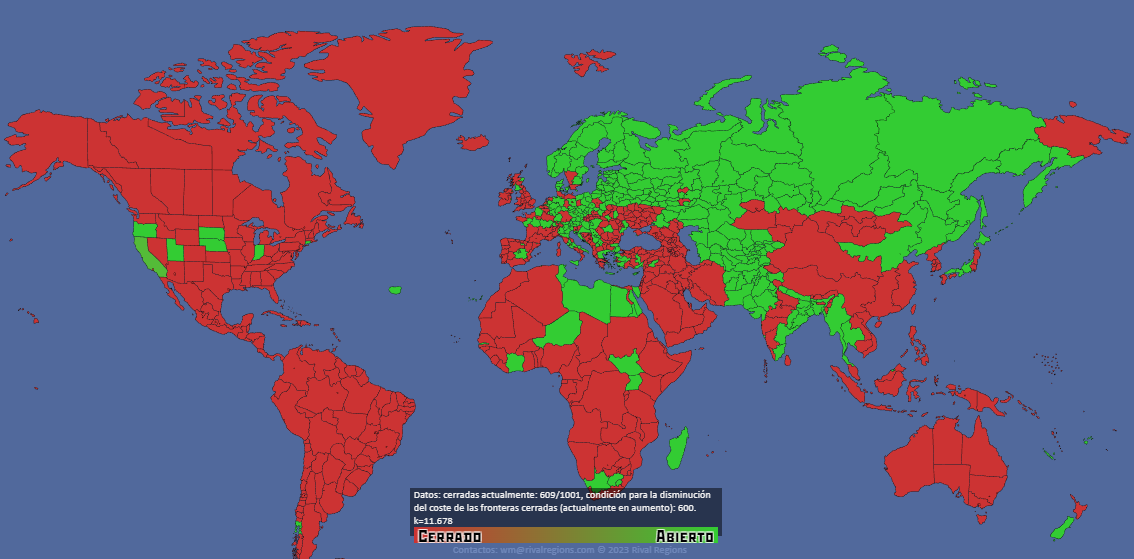 Datos: cerradas actualmente: 609/1001, condición para la disminución
del coste de las fronteras cerradas (actualmente en aumento): 600.
k=11.678
CERRADO ABIERTO
Contactos: wm@rivalregions.com © 2023 Rival Regions